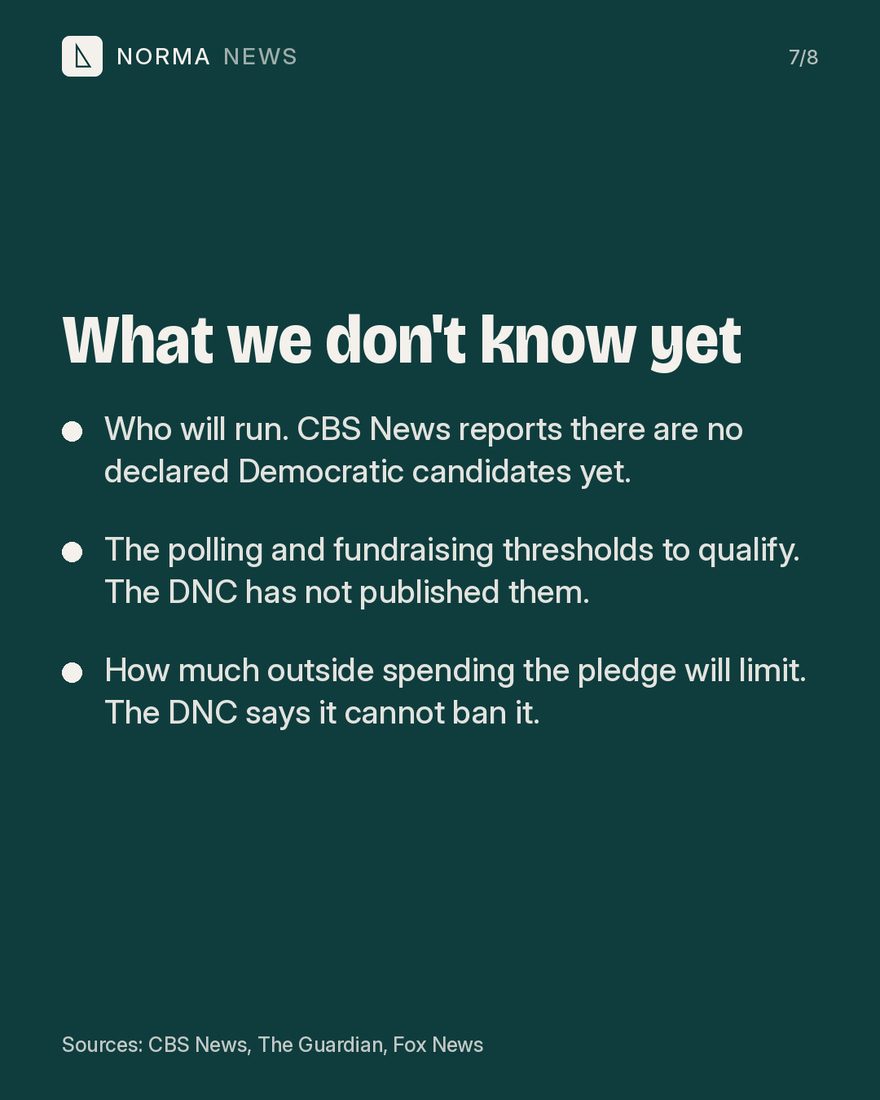 NORMA NEWS
7/8
What we don't know yet
Who will run. CBS News reports there are no
declared Democratic candidates yet.
The polling and fundraising thresholds to qualify.
The DNC has not published them.
How much outside spending the pledge will limit.
The DNC says it cannot ban it.
Sources: CBS News, The Guardian, Fox News